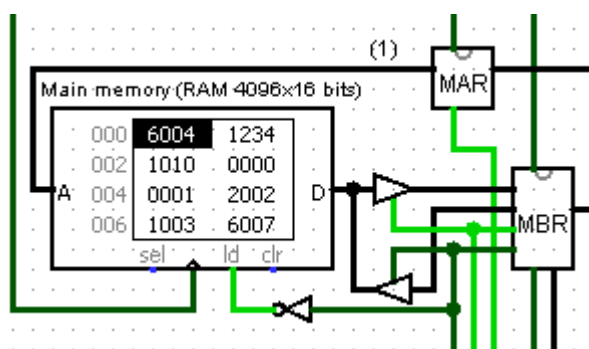 (1)
MAR
Main memory (RAM 4096x16 bits)
000 6004 1234
002 1010 0000
A 004 0001 2002 D
006 1003 6007
MBR
sel ld clr